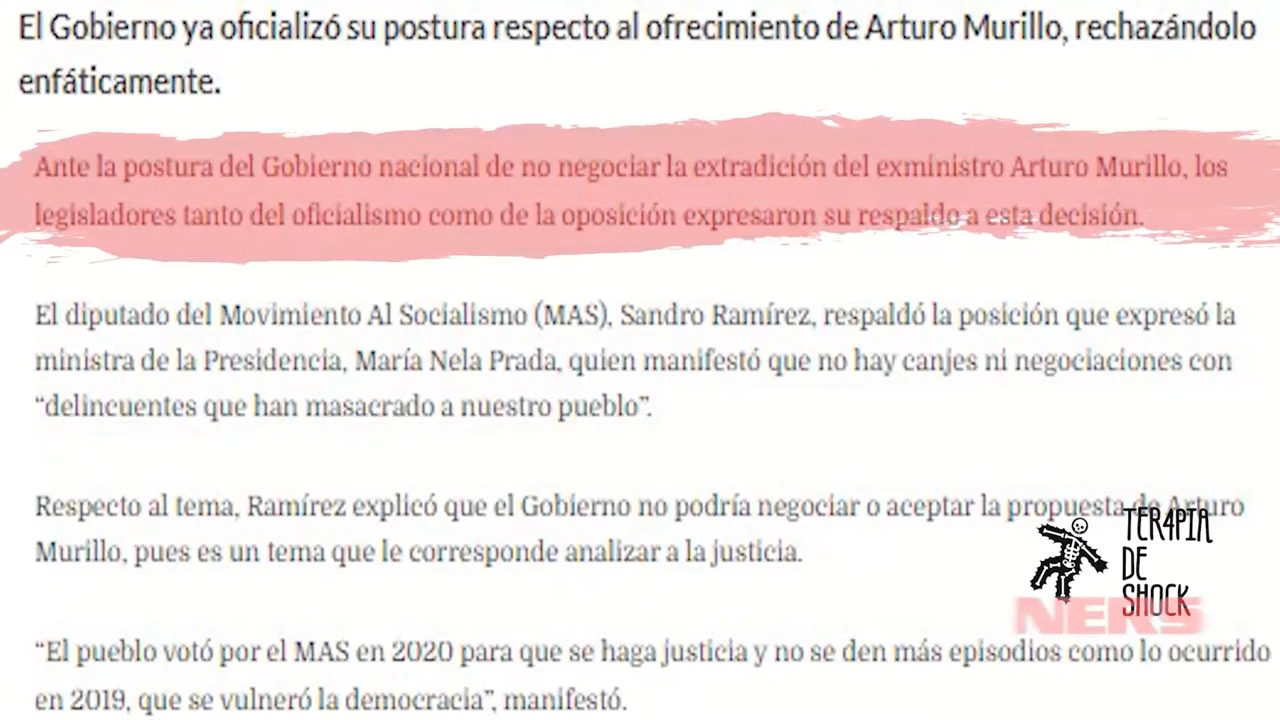 El Gobierno ya oficializó su postura respecto al ofrecimiento de Arturo Murillo, rechazándolo
enfáticamente.
Ante la postura del Gobierno nacional de no negociar la extradición del exministro Arturo Murillo, los
legisladores tanto del oficialismo como de la oposición expresaron su respaldo a esta decisión.
El diputado del Movimiento Al Socialismo (MAS), Sandro Ramírez, respaldó la posición que expresó la
ministra de la Presidencia, María Nela Prada, quien manifestó que no hay canjes ni negociaciones con
“delincuentes que han masacrado a nuestro pueblo”.
Respecto al tema, Ramírez explicó que el Gobierno no podría negociar o aceptar la propuesta de Arturo
Murillo, pues es un tema que le corresponde analizar a la justicia.
TER4PIA
DE
SHOCK
NERS
“El pueblo votó por el MAS en 2020 para que se haga justicia y no se den más episodios como lo ocurrido
en 2019, que se vulneró la democracia”, manifestó.